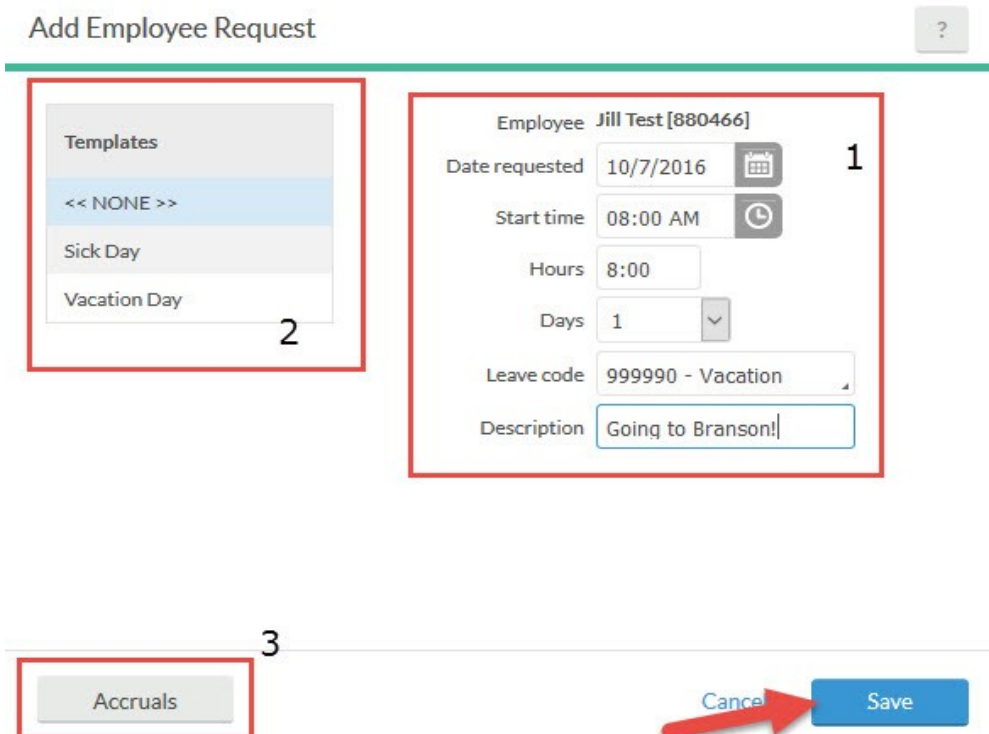 Add Employee Request
?
Templates
<< NONE >>
Sick Day
Vacation Day
2
Employee Jill Test [880466]
1
Date requested 10/7/2016
Start time 08:00 AM
Hours 8:00
Days 1
Leave code 999990 - Vacation
Description Going to Branson!
3
Accruals
Cancel
Save